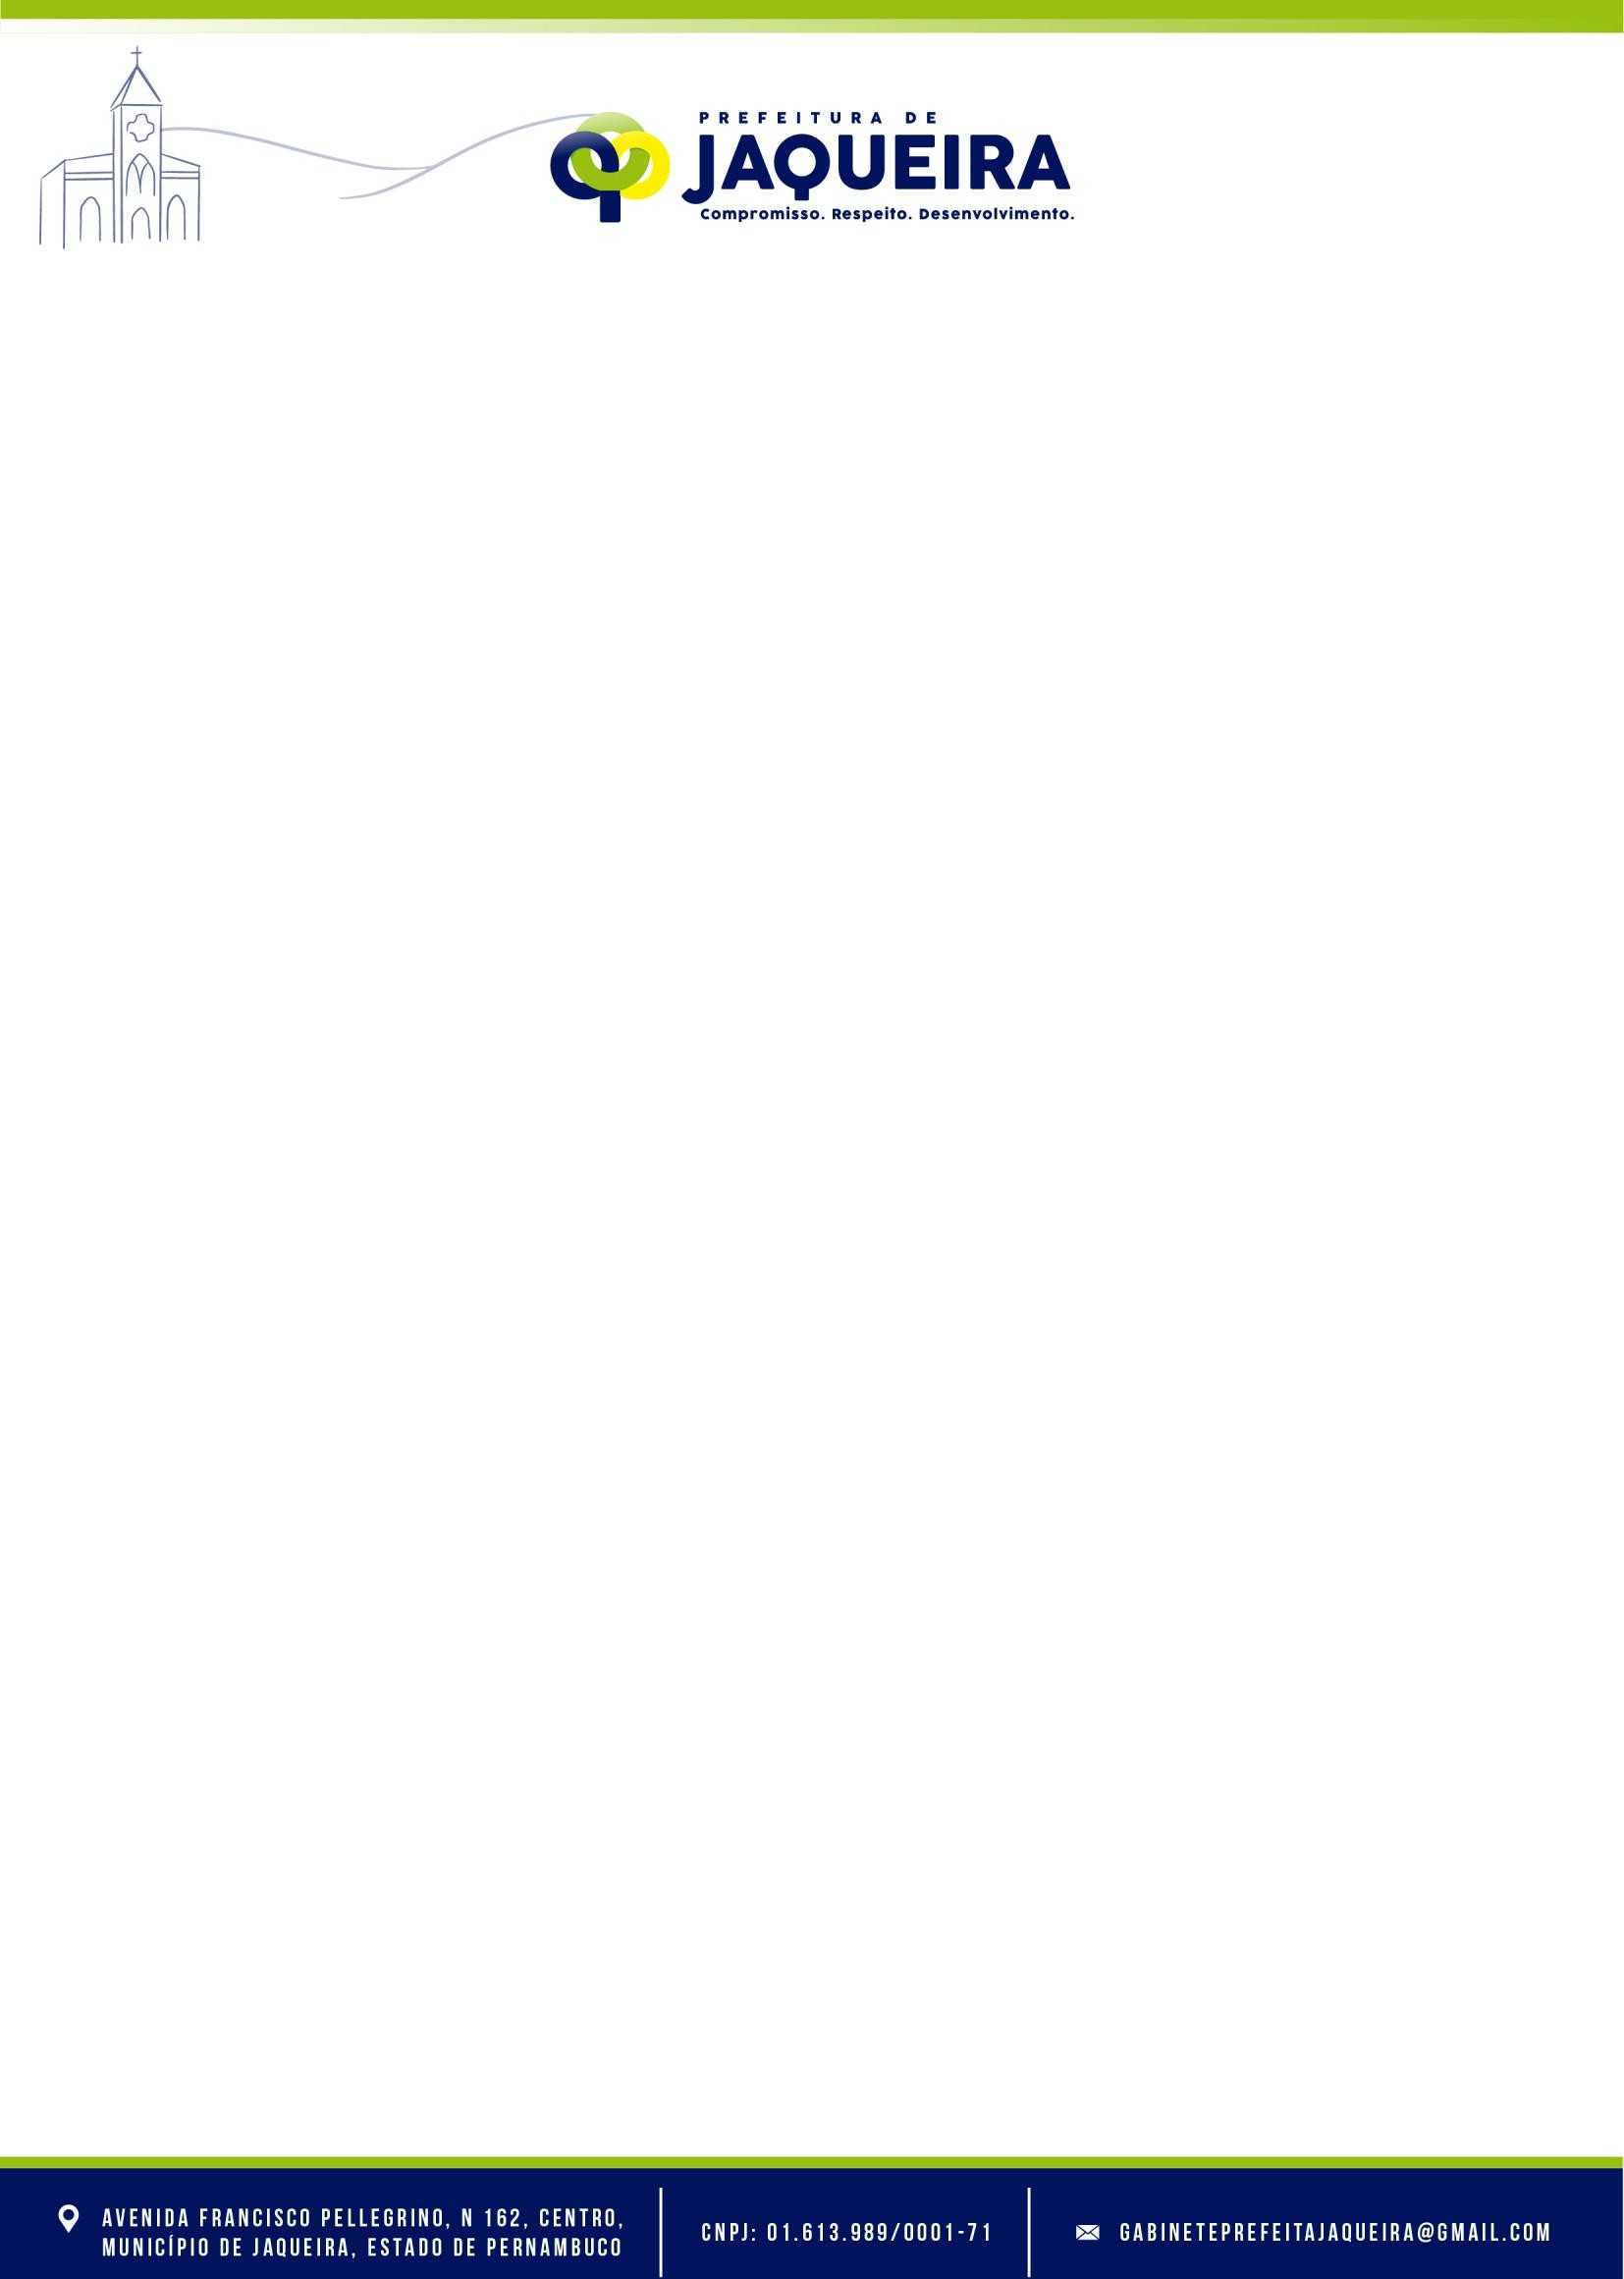 PREFEITURA DE
JAQUEIRA
Compromisso. Respeito. Desenvolvimento.
AVENIDA FRANCISCO PELLEGRINO, N 162, CENTRO,
MUNICÍPIO DE JAQUEIRA, ESTADO DE PERNAMBUCO
CNPJ: 01.613.989/0001-71
GABINETEPREFEITAJAQUEIRA@GMAIL.COM